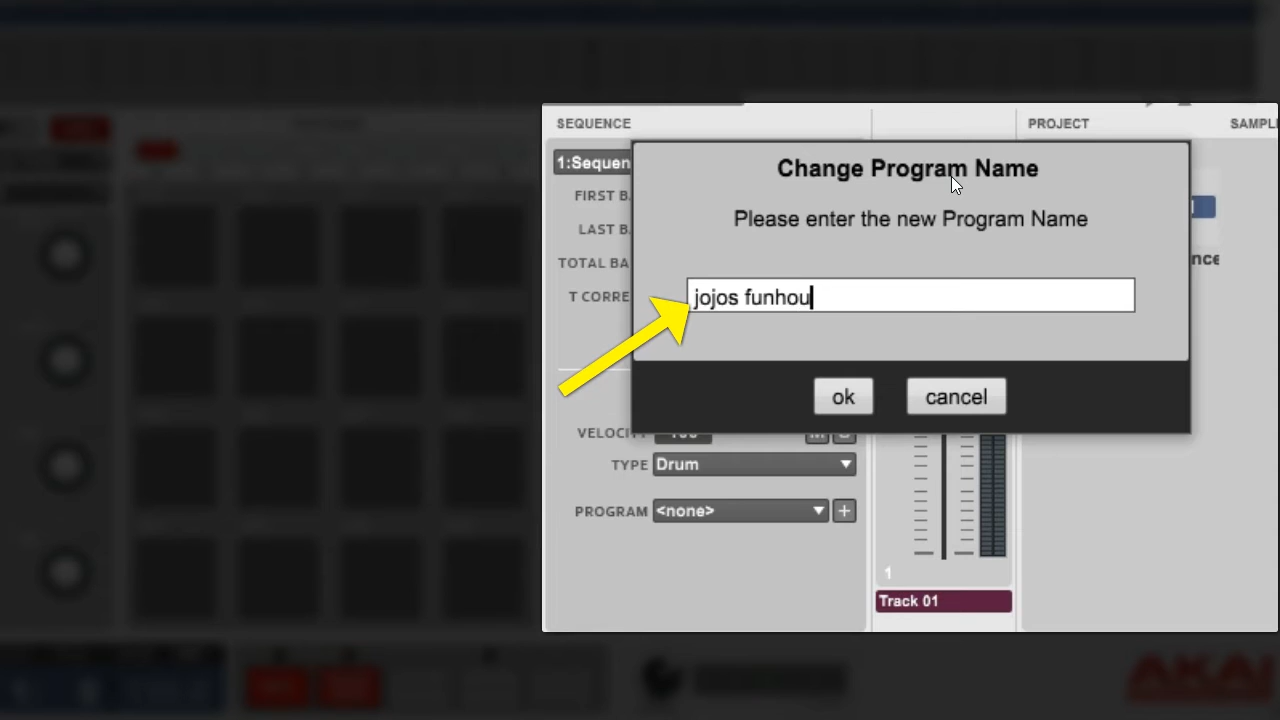 SEQUENCE
PROJECT
SAMPL
1:Sequen
Change Program Name
Please enter the new Program Name
FIRST B
LAST B
TOTAL BA
nce
T CORRE
jojos funhou
ok
cancel
VELOCIT
TYPE
Drum
PROGRAM
<none>
+
1
Track 01
AKAI